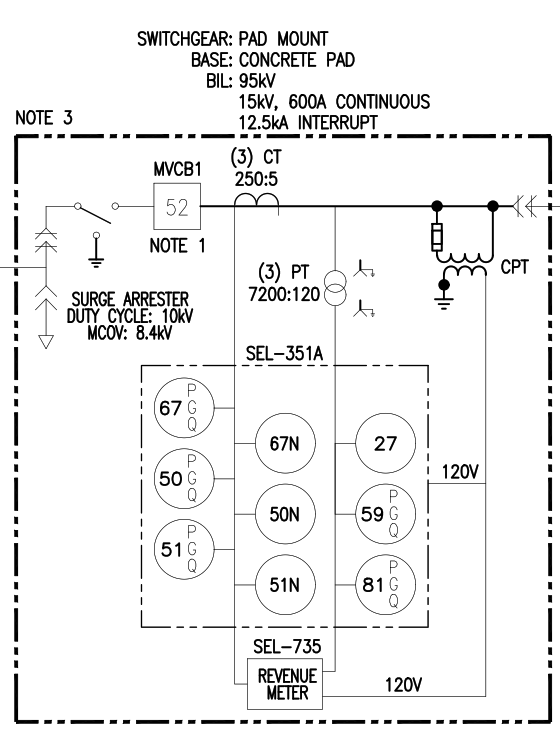 SWITCHGEAR: PAD MOUNT
BASE: CONCRETE PAD
BIL: 95kV
15kV, 600A CONTINUOUS
12.5kA INTERRUPT
NOTE 3
MVCB1
52
NOTE 1
(3) CT
250:5
CPT
(3) PT
7200:120
SURGE ARRESTER
DUTY CYCLE: 10kV
MCOV: 8.4kV
SEL-351A
67 P G Q
67N
27
50 P G Q
50N
59 P G Q
120V
51 P G Q
51N
81 P G Q
SEL-735
REVENUE
METER
120V